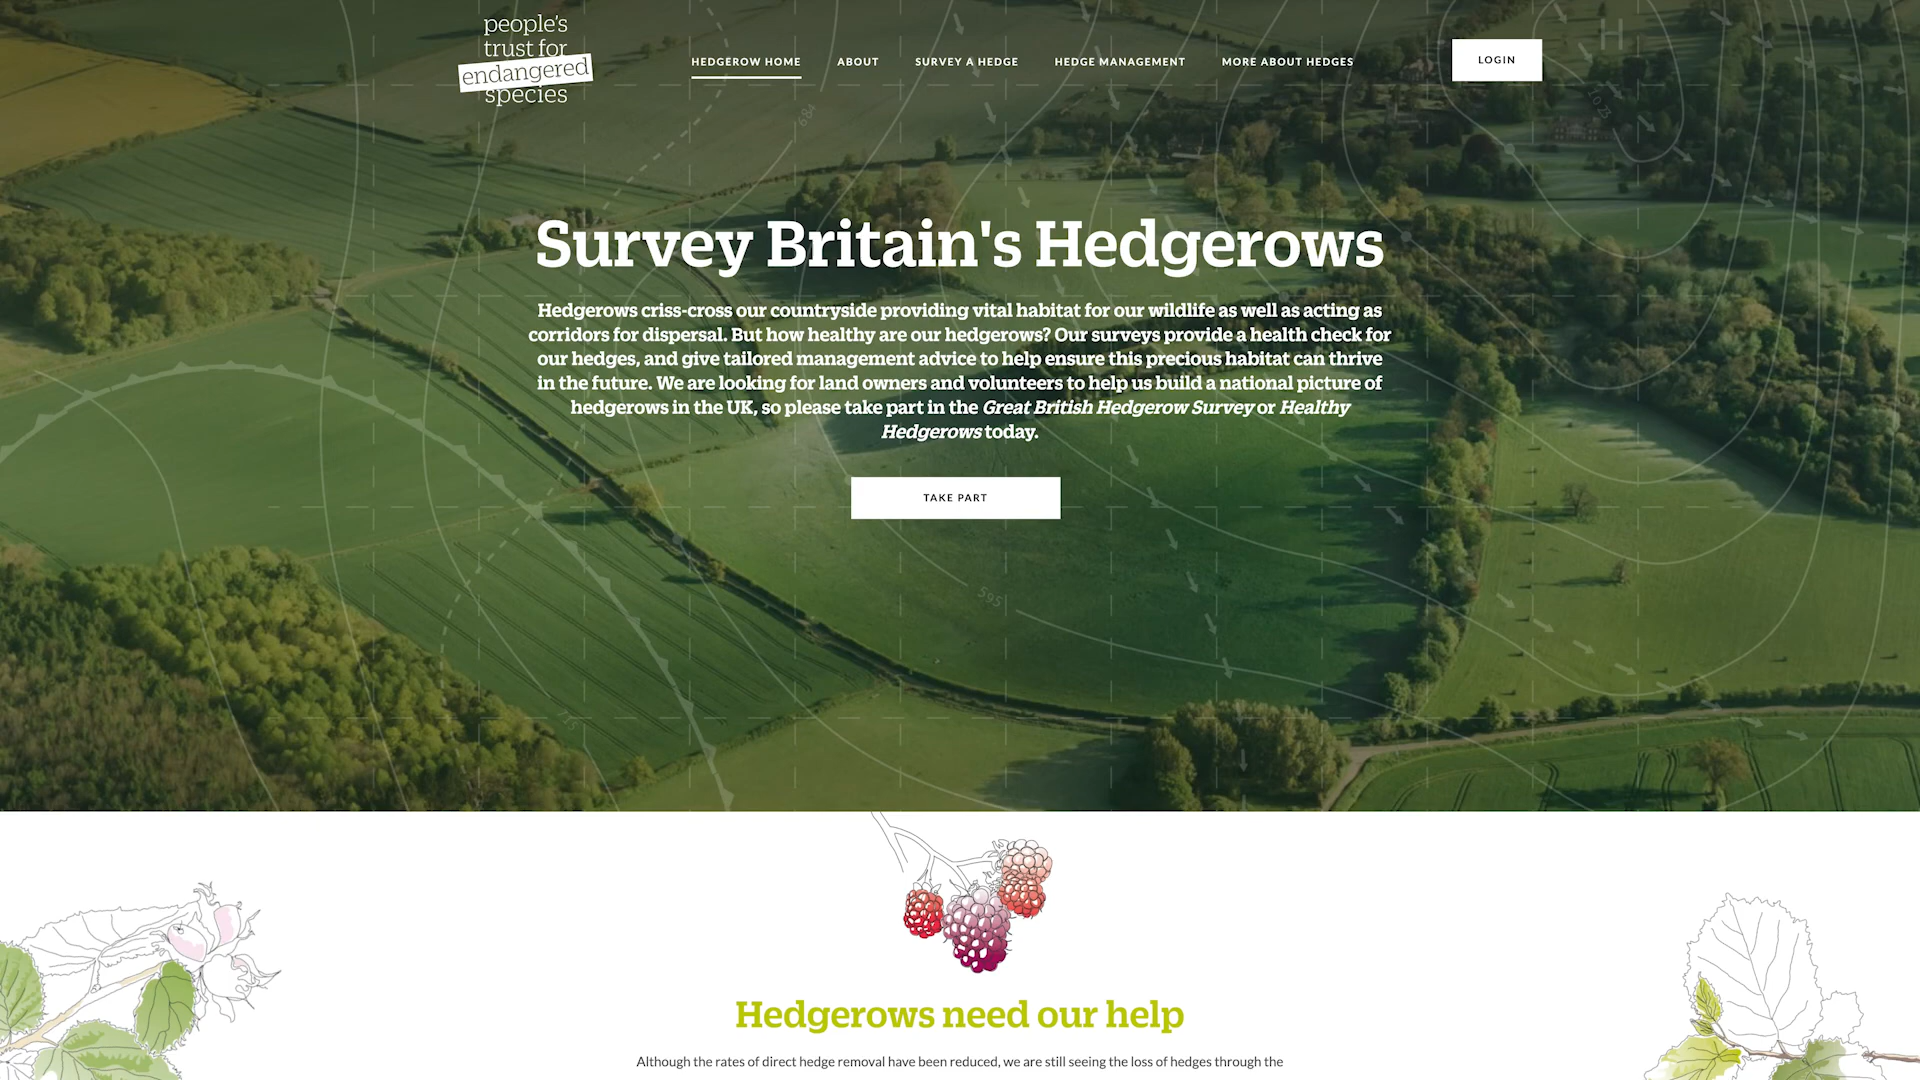 people's
trust for
endangered
species
HEDGEROW HOME
ABOUT
SURVEY A HEDGE
HEDGE MANAGEMENT
MORE ABOUT HEDGES
LOGIN
H
684
1023
Survey Britain's Hedgerows
Hedgerows criss-cross our countryside providing vital habitat for our wildlife as well as acting as
corridors for dispersal. But how healthy are our hedgerows? Our surveys provide a health check for
our hedges, and give tailored management advice to help ensure this precious habitat can thrive
in the future. We are looking for land owners and volunteers to help us build a national picture of
hedgerows in the UK, so please take part in the Great British Hedgerow Survey or Healthy
Hedgerows today.
TAKE PART
595
715
Hedgerows need our help
Although the rates of direct hedge removal have been reduced, we are still seeing the loss of hedges through the